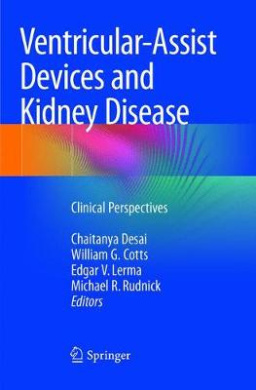 Ventricular-Assist
Devices and
Kidney Disease
Clinical Perspectives
Chaitanya Desai
William G. Cotts
Edgar V. Lerma
Michael R. Rudnick
Editors
Springer